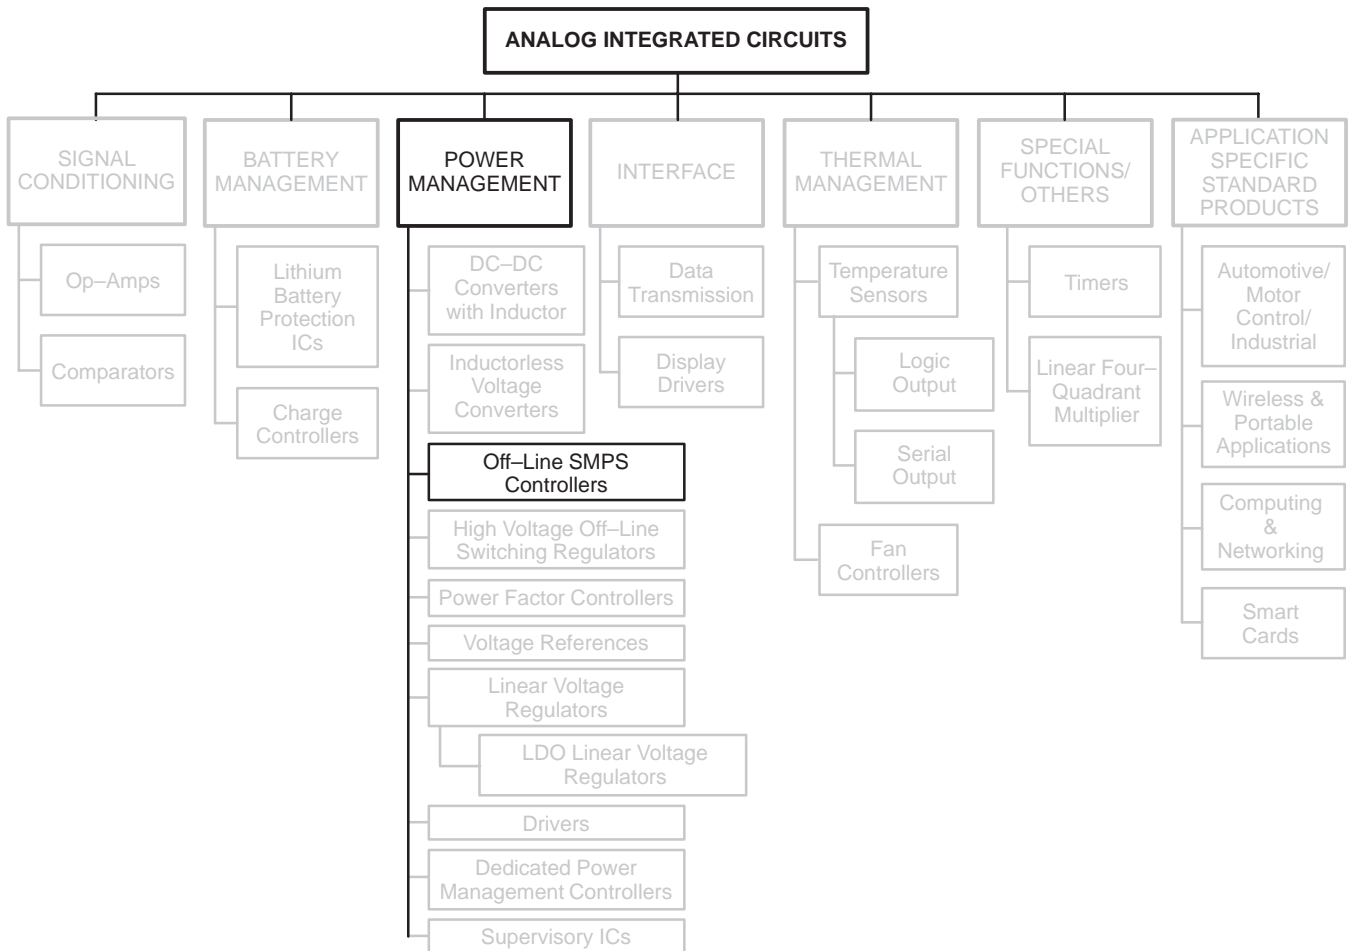 ANALOG INTEGRATED CIRCUITS
SIGNAL
CONDITIONING
Op–Amps
Comparators
BATTERY
MANAGEMENT
Lithium
Battery
Protection
ICs
Charge
Controllers
POWER
MANAGEMENT
DC–DC
Converters
with Inductor
Inductorless
Voltage
Converters
Off–Line SMPS
Controllers
High Voltage Off–Line
Switching Regulators
Power Factor Controllers
Voltage References
Linear Voltage
Regulators
LDO Linear Voltage
Regulators
Drivers
Dedicated Power
Management Controllers
Supervisory ICs
INTERFACE
Data
Transmission
Display
Drivers
THERMAL
MANAGEMENT
Temperature
Sensors
Logic
Output
Serial
Output
Fan
Controllers
SPECIAL
FUNCTIONS/
OTHERS
Timers
Linear Four–
Quadrant
Multiplier
APPLICATION
SPECIFIC
STANDARD
PRODUCTS
Automotive/
Motor
Control/
Industrial
Wireless &
Portable
Applications
Computing
&
Networking
Smart
Cards